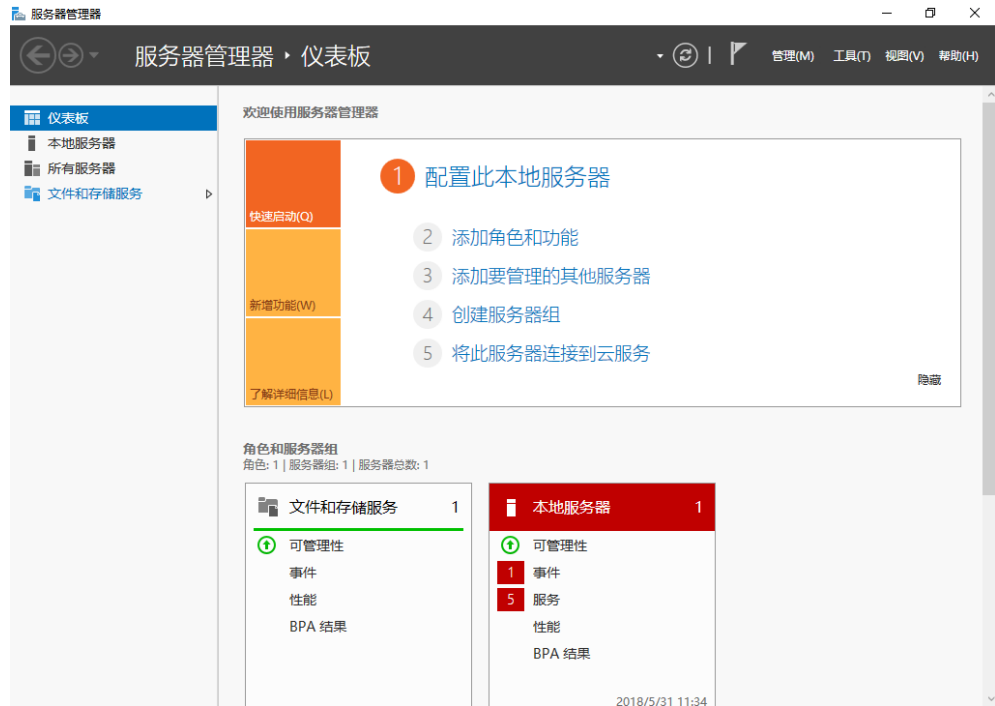 服务器管理器
服务器管理器 ‣ 仪表板
管理(M) 工具(T) 视图(V) 帮助(H)
仪表板
本地服务器
所有服务器
文件和存储服务
欢迎使用服务器管理器
快速启动(Q)
新增功能(W)
了解详细信息(L)
1 配置此本地服务器
2 添加角色和功能
3 添加要管理的其他服务器
4 创建服务器组
5 将此服务器连接到云服务
隐藏
角色和服务器组
角色: 1 | 服务器组: 1 | 服务器总数: 1
文件和存储服务 1
可管理性
事件
性能
BPA 结果
本地服务器 1
可管理性
1 事件
5 服务
性能
BPA 结果
2018/5/31 11:34